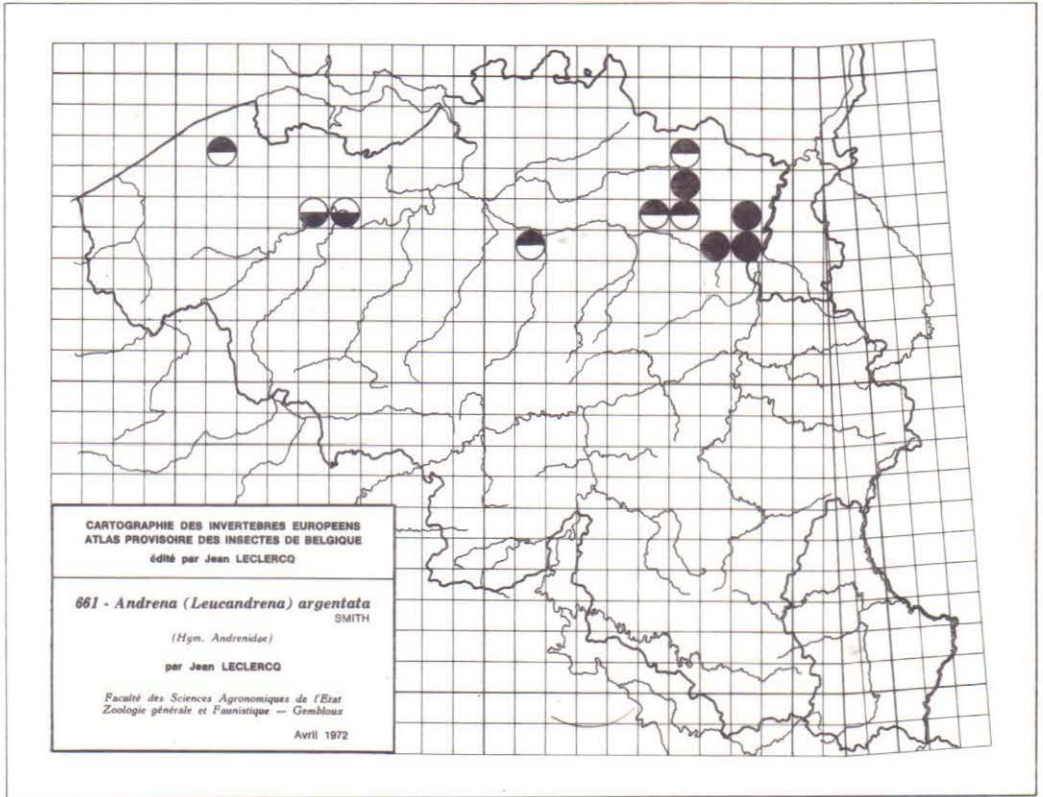 CARTOGRAPHIE DES INVERTEBRES EUROPEENS
ATLAS PROVISOIRE DES INSECTES DE BELGIQUE
édité par Jean LECLERCQ
661 - Andrena (Leucandrena) argentata
SMITH
(Hym. Andrenidae)
par Jean LECLERCQ
Faculté des Sciences Agronomiques de l'Etat
Zoologie générale et Faunistique — Gembloux
Avril 1972